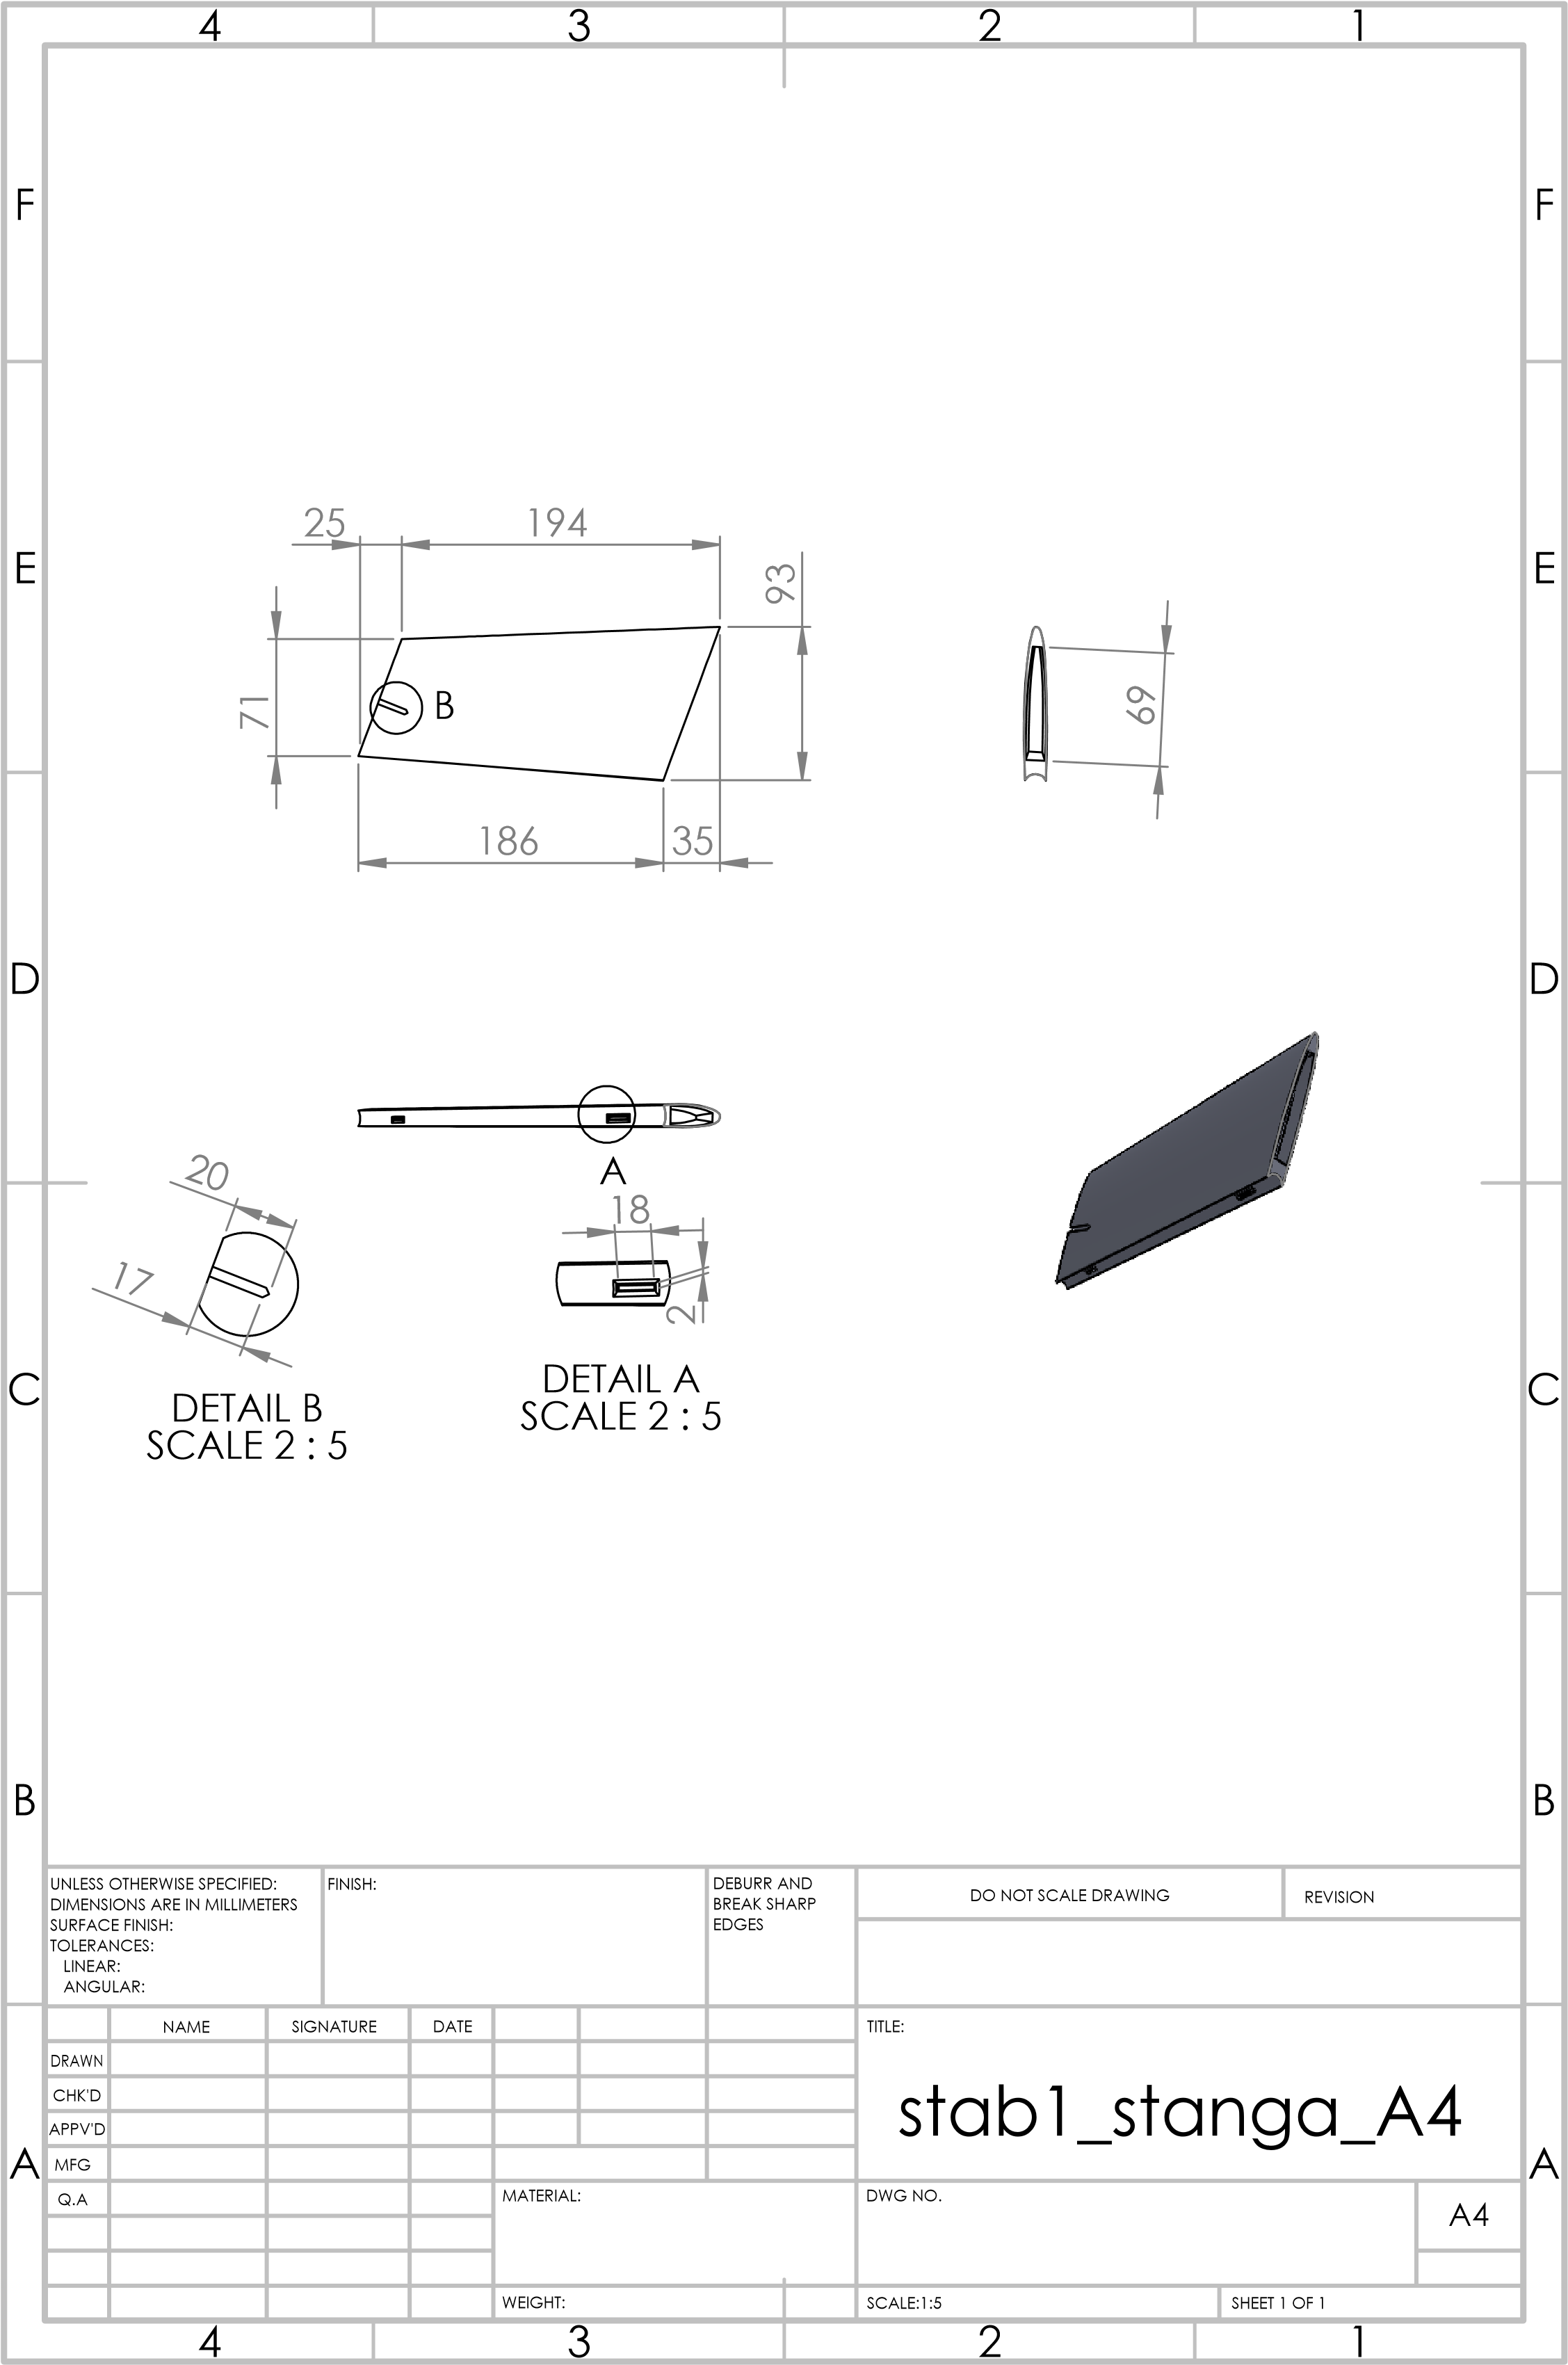 4 3 2 1
F F
25 194
93
E E
71
B
69
186 35
D D
A
20
18
17
2
DETAIL A
SCALE 2 : 5
DETAIL B
SCALE 2 : 5
C C
B B
UNLESS OTHERWISE SPECIFIED:
DIMENSIONS ARE IN MILLIMETERS
SURFACE FINISH:
TOLERANCES:
LINEAR:
ANGULAR:
FINISH:
DEBURR AND
BREAK SHARP
EDGES
DO NOT SCALE DRAWING
REVISION
NAME SIGNATURE DATE
DRAWN
CHK'D
APPV'D
MFG
Q.A
TITLE:
stab1_stanga_A4
A A
MATERIAL:
DWG NO.
A4
WEIGHT:
SCALE:1:5
SHEET 1 OF 1
4 3 2 1